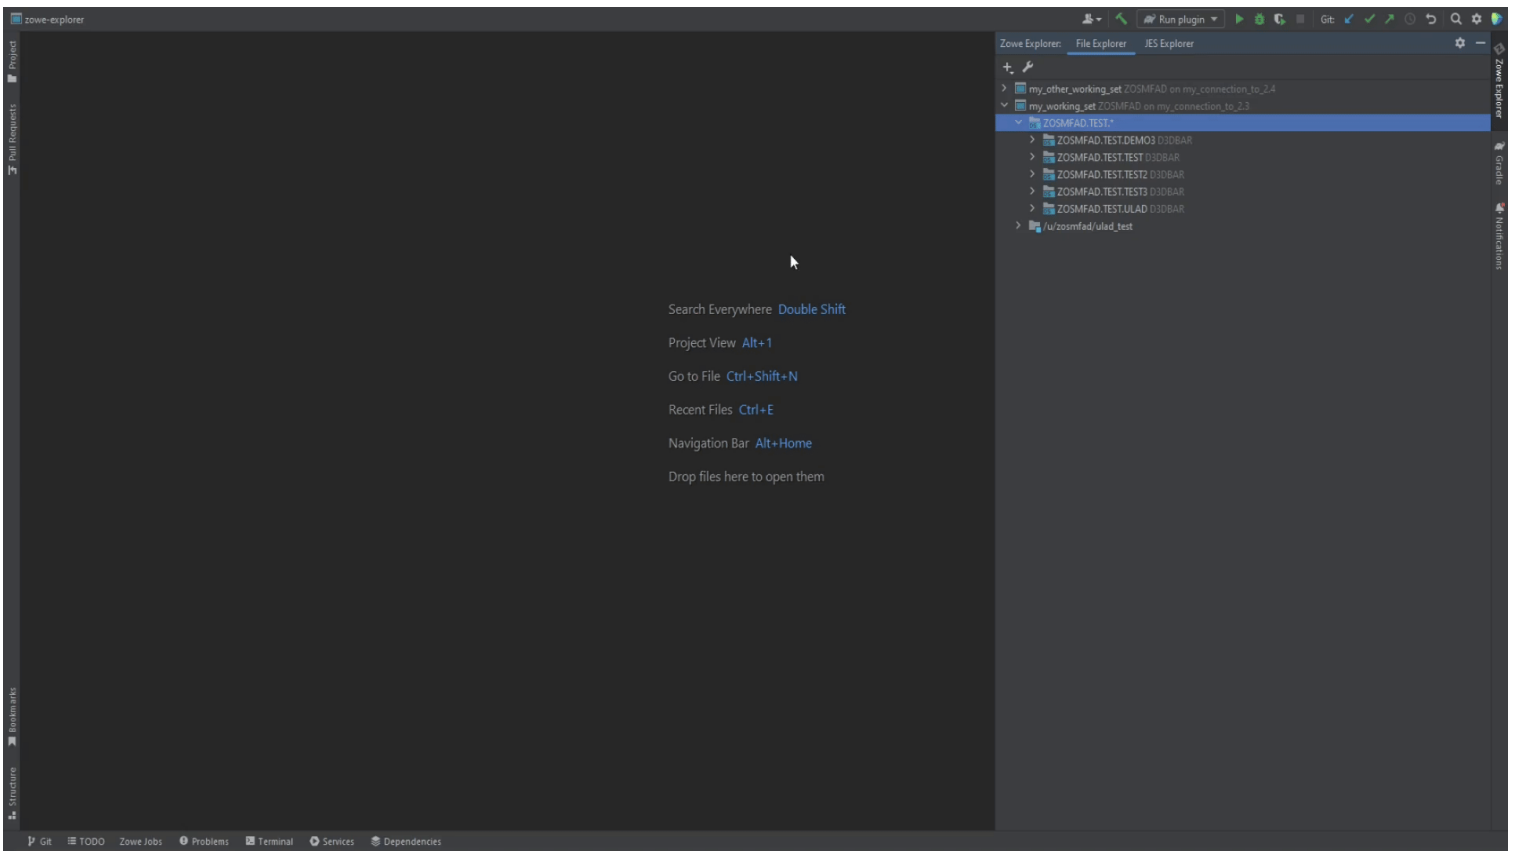 zowe-explorer
Run plugin
Git:
Project
Pull Requests
Bookmarks
Structure
Zowe Explorer: File Explorer JES Explorer
my_other_working_set ZOSMFAD on my_connection_to_2.4
my_working_set ZOSMFAD on my_connection_to_2.3
ZOSMFAD.TEST.*
ZOSMFAD.TEST.DEMO3 D3DBAR
ZOSMFAD.TEST.TEST D3DBAR
ZOSMFAD.TEST.TEST2 D3DBAR
ZOSMFAD.TEST.TEST3 D3DBAR
ZOSMFAD.TEST.ULAD D3DBAR
/u/zosmfad/ulad_test
Zowe Explorer
Gradle
Notifications
Search Everywhere Double Shift
Project View Alt+1
Go to File Ctrl+Shift+N
Recent Files Ctrl+E
Navigation Bar Alt+Home
Drop files here to open them
Git TODO Zowe Jobs Problems Terminal Services Dependencies